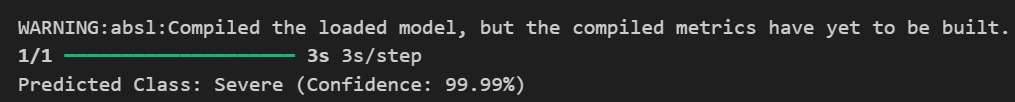 WARNING:absl:Compiled the loaded model, but the compiled metrics have yet to be built.
1/1 ━━━━━━━━━━━━━━━━━━━━ 3s 3s/step
Predicted Class: Severe (Confidence: 99.99%)